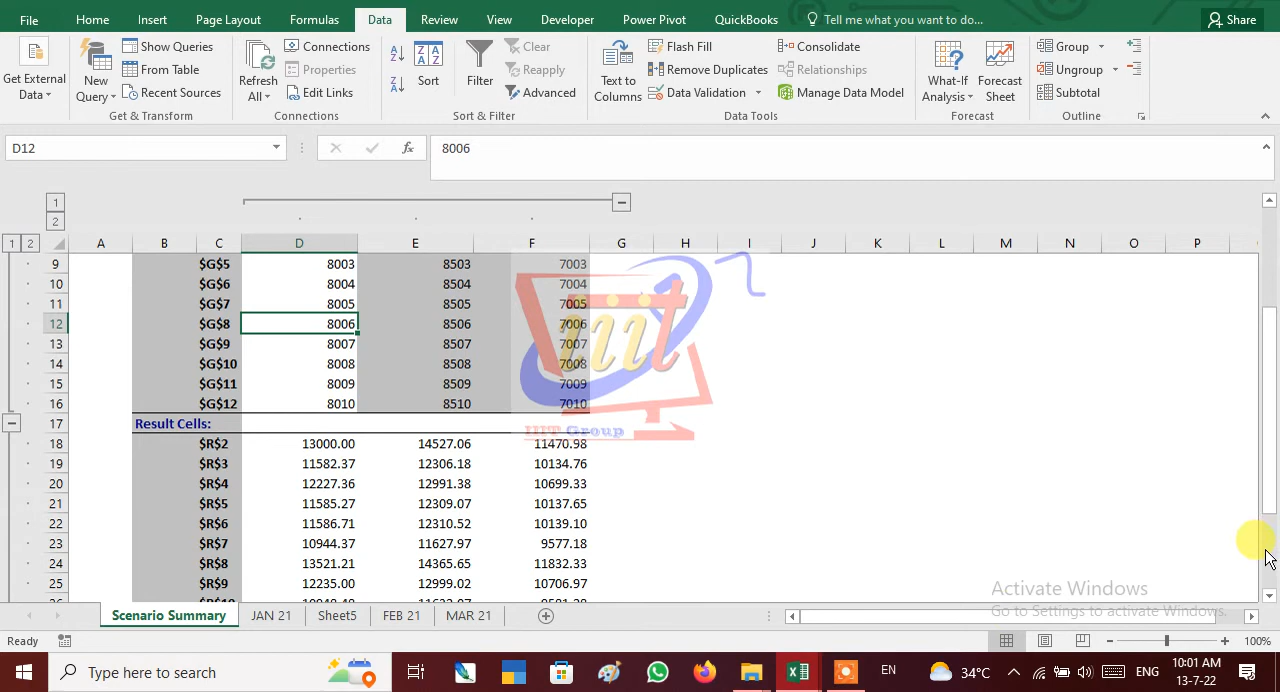 File Home Insert Page Layout Formulas Data Review View Developer Power Pivot QuickBooks Tell me what you want to do... Share
Get External Data
New Query
Show Queries
From Table
Recent Sources
Get & Transform
Refresh All
Connections
Properties
Edit Links
Connections
Sort
Filter
Clear
Reapply
Advanced
Sort & Filter
Text to Columns
Flash Fill
Remove Duplicates
Data Validation
Consolidate
Relationships
Manage Data Model
Data Tools
What-If Analysis
Forecast Sheet
Forecast
Group
Ungroup
Subtotal
Outline
D12 fx 8006
1
2
1 2 A B C D E F G H I J K L M N O P
9 $G$5 8003 8503 7003
10 $G$6 8004 8504 7004
11 $G$7 8005 8505 7005
12 $G$8 8006 8506 7006
13 $G$9 8007 8507 7007
14 $G$10 8008 8508 7008
15 $G$11 8009 8509 7009
16 $G$12 8010 8510 7010
17 Result Cells:
18 $R$2 13000.00 14527.06 11470.98
19 $R$3 11582.37 12306.18 10134.76
20 $R$4 12227.36 12991.38 10699.33
21 $R$5 11585.27 12309.07 10137.65
22 $R$6 11586.71 12310.52 10139.10
23 $R$7 10944.37 11627.97 9577.18
24 $R$8 13521.21 14365.65 11832.33
25 $R$9 12235.00 12999.02 10706.97
iiit
IIIT Group
Activate Windows
Go to Settings to activate Windows.
Scenario Summary JAN 21 Sheet5 FEB 21 MAR 21
Ready 100%
Type here to search EN 34°C ENG 10:01 AM
13-7-22